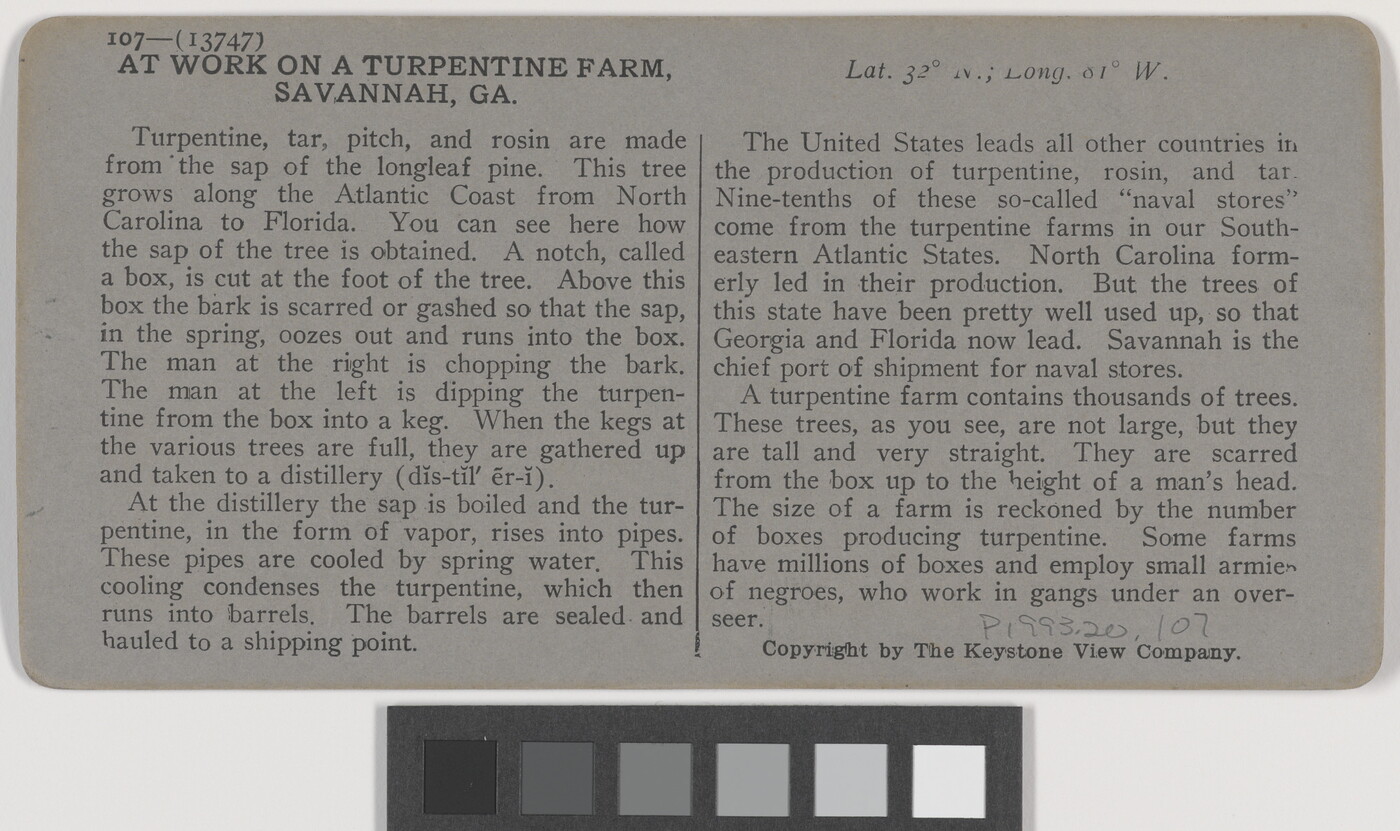 107—(13747)
AT WORK ON A TURPENTINE FARM,
SAVANNAH, GA.
Lat. 32° N.; Long. 81° W.
Turpentine, tar, pitch, and rosin are made
from the sap of the longleaf pine. This tree
grows along the Atlantic Coast from North
Carolina to Florida. You can see here how
the sap of the tree is obtained. A notch, called
a box, is cut at the foot of the tree. Above this
box the bark is scarred or gashed so that the sap,
in the spring, oozes out and runs into the box.
The man at the right is chopping the bark.
The man at the left is dipping the turpen-
tine from the box into a keg. When the kegs at
the various trees are full, they are gathered up
and taken to a distillery (dĭs-tĭl′ ẽr-ĭ).
At the distillery the sap is boiled and the tur-
pentine, in the form of vapor, rises into pipes.
These pipes are cooled by spring water. This
cooling condenses the turpentine, which then
runs into barrels. The barrels are sealed and
hauled to a shipping point.
The United States leads all other countries in
the production of turpentine, rosin, and tar.
Nine-tenths of these so-called “naval stores”
come from the turpentine farms in our South-
eastern Atlantic States. North Carolina form-
erly led in their production. But the trees of
this state have been pretty well used up, so that
Georgia and Florida now lead. Savannah is the
chief port of shipment for naval stores.
A turpentine farm contains thousands of trees.
These trees, as you see, are not large, but they
are tall and very straight. They are scarred
from the box up to the height of a man’s head.
The size of a farm is reckoned by the number
of boxes producing turpentine. Some farms
have millions of boxes and employ small armies
of negroes, who work in gangs under an over-
seer.
P1993.20.107
Copyright by The Keystone View Company.